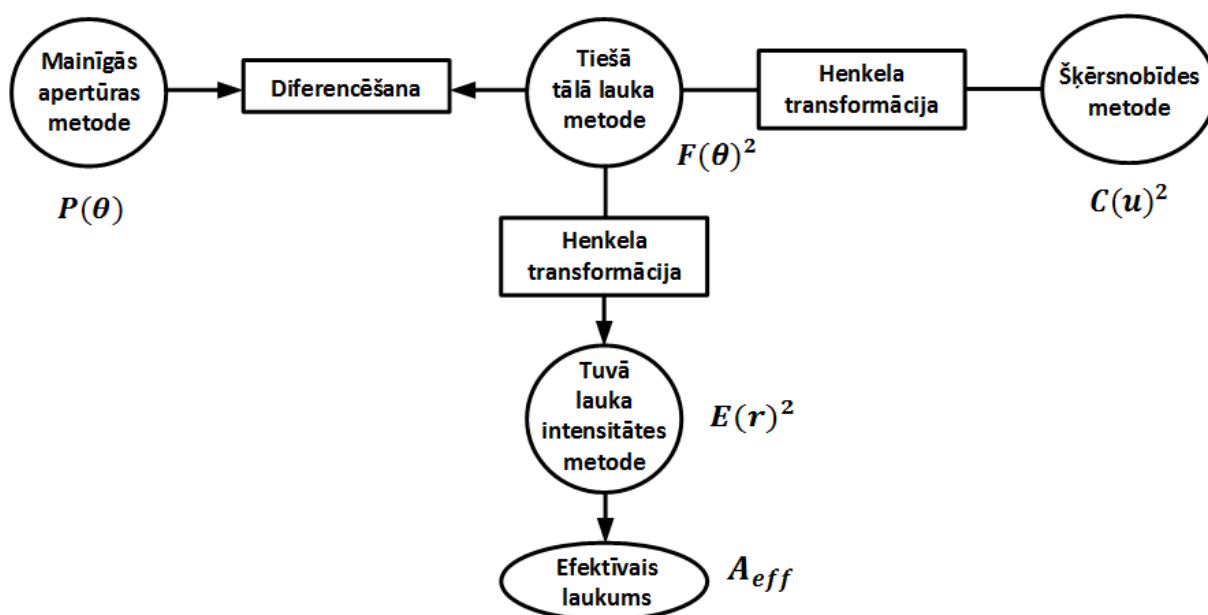 Mainīgās
apertūras
metode
P(θ)
Diferencēšana
Tiešā
tālā lauka
metode
F(θ)²
Henkela
transformācija
Šķērsnobīdes
metode
C(u)²
Henkela
transformācija
Tuvā
lauka
intensitātes
metode
E(r)²
Efektīvais
laukums
A_eff